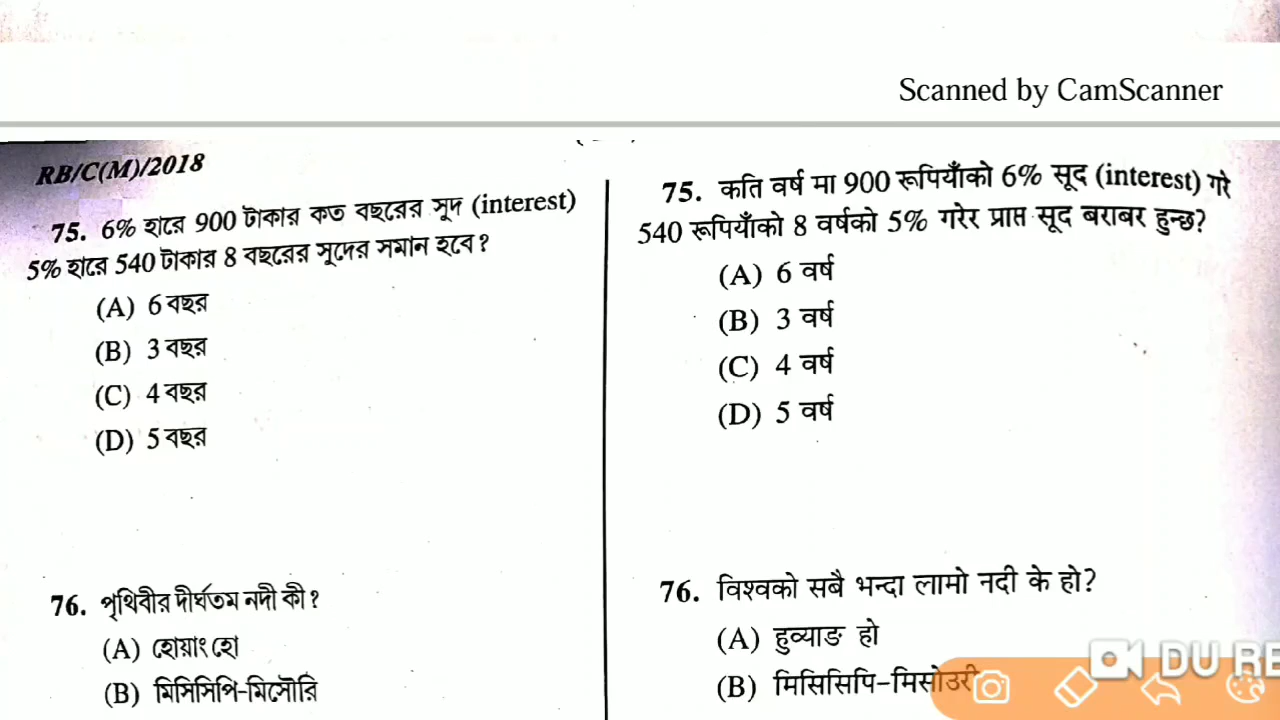 Scanned by CamScanner
RB/C(M)/2018
75. 6% হারে 900 টাকার কত বছরের সুদ (interest)
5% হারে 540 টাকার 8 বছরের সুদের সমান হবে?
(A) 6 বছর
(B) 3 বছর
(C) 4 বছর
(D) 5 বছর
76. পৃথিবীর দীর্ঘতম নদী কী?
(A) হোয়াংহো
(B) মিসিসিপি-মিসৌরি
75. कति वर्ष मा 900 रूपियाँको 6% सूद (interest) गरे
540 रूपियाँको 8 वर्षको 5% गरेर प्राप्त सूद बराबर हुन्छ?
(A) 6 वर्ष
(B) 3 वर्ष
(C) 4 वर्ष
(D) 5 वर्ष
76. विश्वको सबै भन्दा लामो नदी के हो?
(A) हुव्याङ हो
(B) मिसिसिपि-मिसोउरी
DU RE